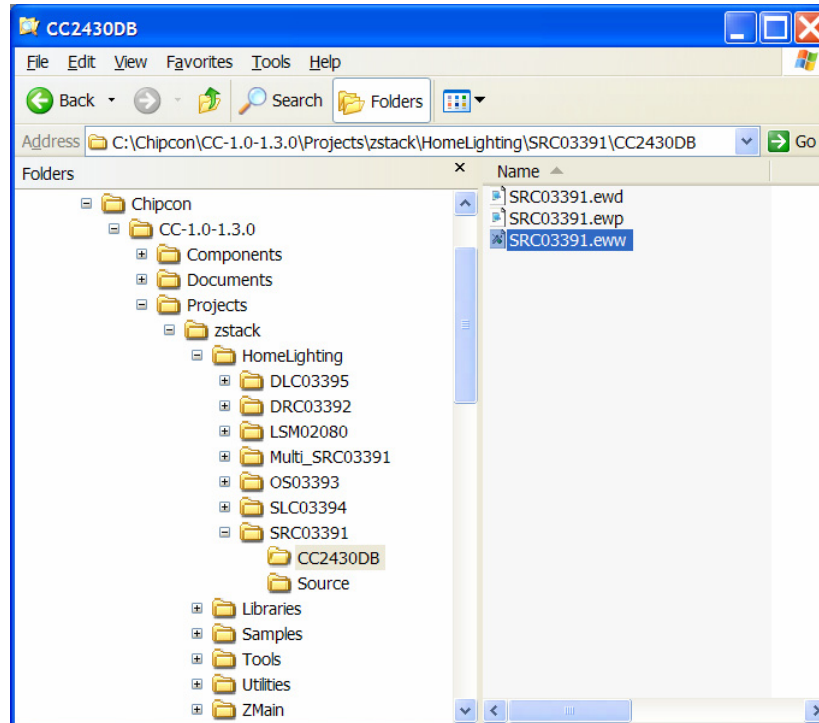 CC2430DB
File Edit View Favorites Tools Help
Back Search Folders
Address C:\Chipcon\CC-1.0-1.3.0\Projects\zstack\HomeLighting\SRC03391\CC2430DB Go
Folders x Name
Chipcon
CC-1.0-1.3.0
Components
Documents
Projects
zstack
HomeLighting
DLC03395
DRC03392
LSM02080
Multi_SRC03391
OS03393
SLC03394
SRC03391
CC2430DB
Source
Libraries
Samples
Tools
Utilities
ZMain
SRC03391.ewd
SRC03391.ewp
SRC03391.eww